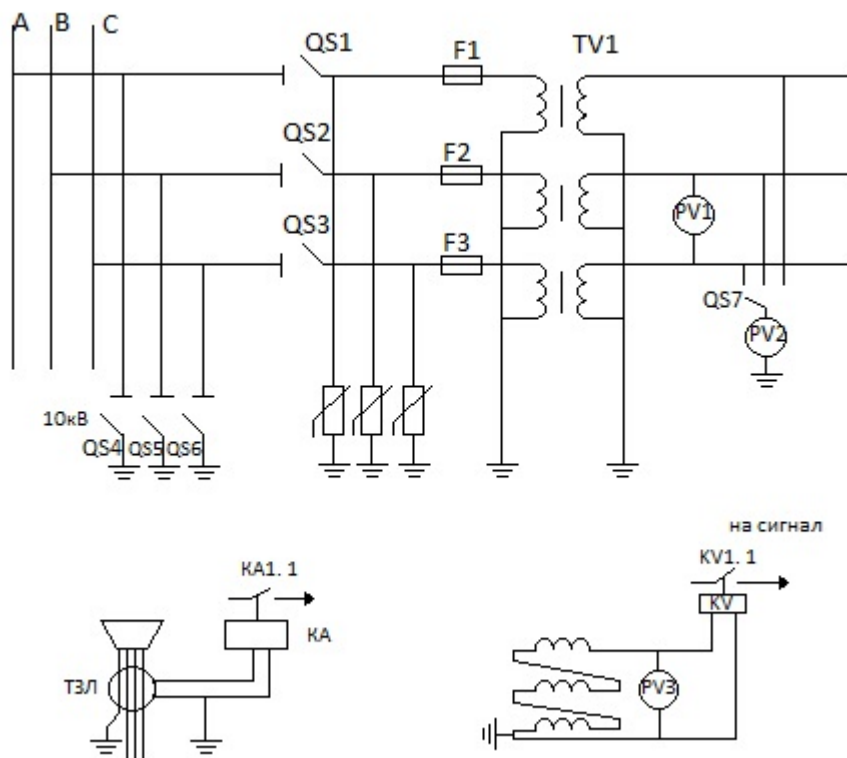 A B C
QS1
F1
TV1
QS2
F2
PV1
QS3
F3
QS7
PV2
10кВ
QS4
QS5
QS6
на сигнал
KV1. 1
KA1. 1
KV
KA
ТЗЛ
PV3